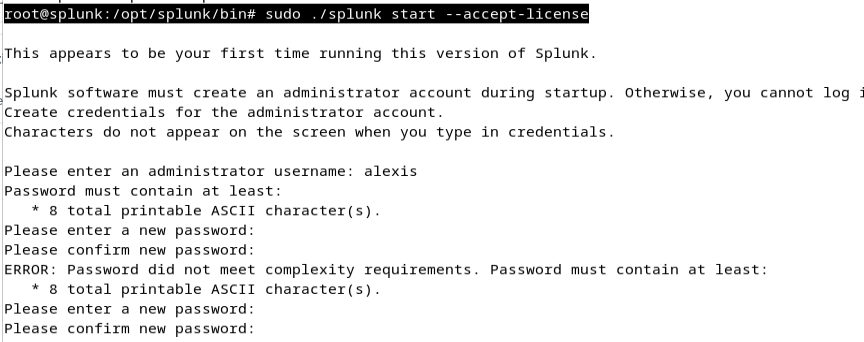 root@splunk:/opt/splunk/bin# sudo ./splunk start --accept-license
This appears to be your first time running this version of Splunk.
Splunk software must create an administrator account during startup. Otherwise, you cannot log
Create credentials for the administrator account.
Characters do not appear on the screen when you type in credentials.
Please enter an administrator username: alexis
Password must contain at least:
* 8 total printable ASCII character(s).
Please enter a new password:
Please confirm new password:
ERROR: Password did not meet complexity requirements. Password must contain at least:
* 8 total printable ASCII character(s).
Please enter a new password:
Please confirm new password: